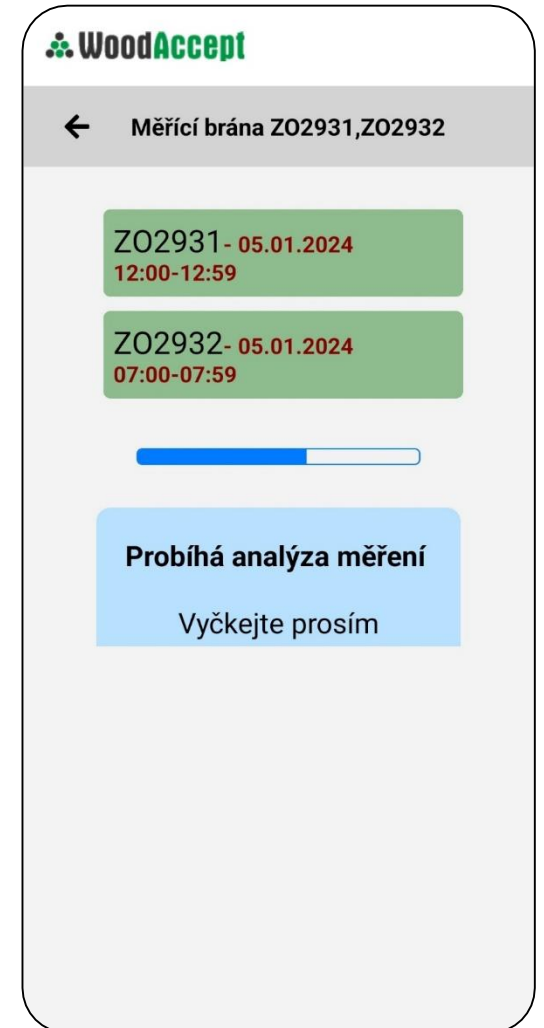 WoodAccept
Měřící brána ZO2931,ZO2932
ZO2931- 05.01.2024
12:00-12:59
ZO2932- 05.01.2024
07:00-07:59
Probíhá analýza měření
Vyčkejte prosím